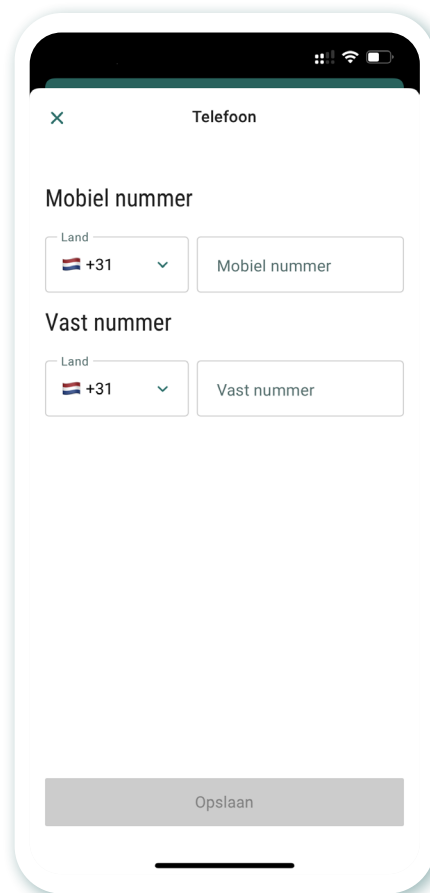 Telefoon
Mobiel nummer
Land
+31
Mobiel nummer
Vast nummer
Land
+31
Vast nummer
Opslaan